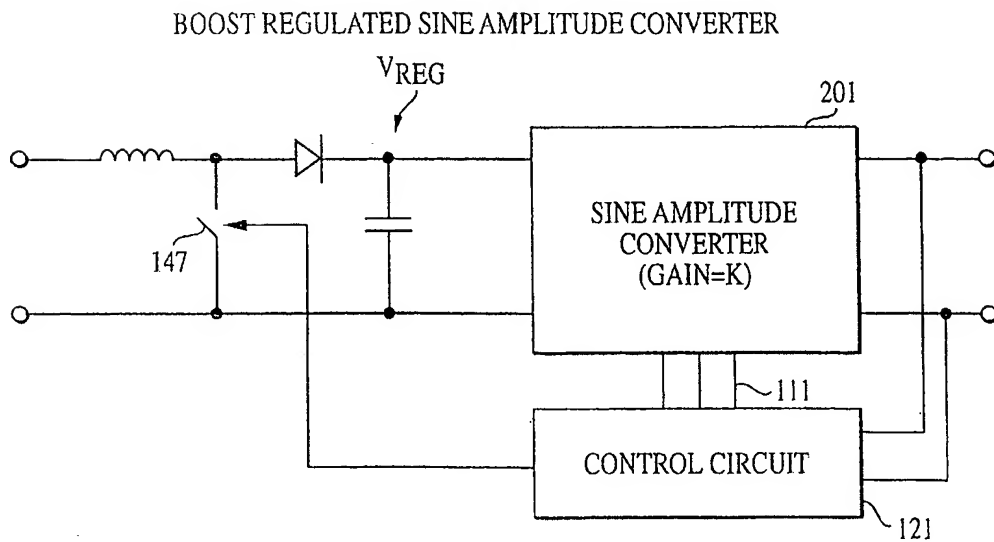 BOOST REGULATED SINE AMPLITUDE CONVERTER
VREG
201
SINE AMPLITUDE
CONVERTER
(GAIN=K)
147
111
CONTROL CIRCUIT
121